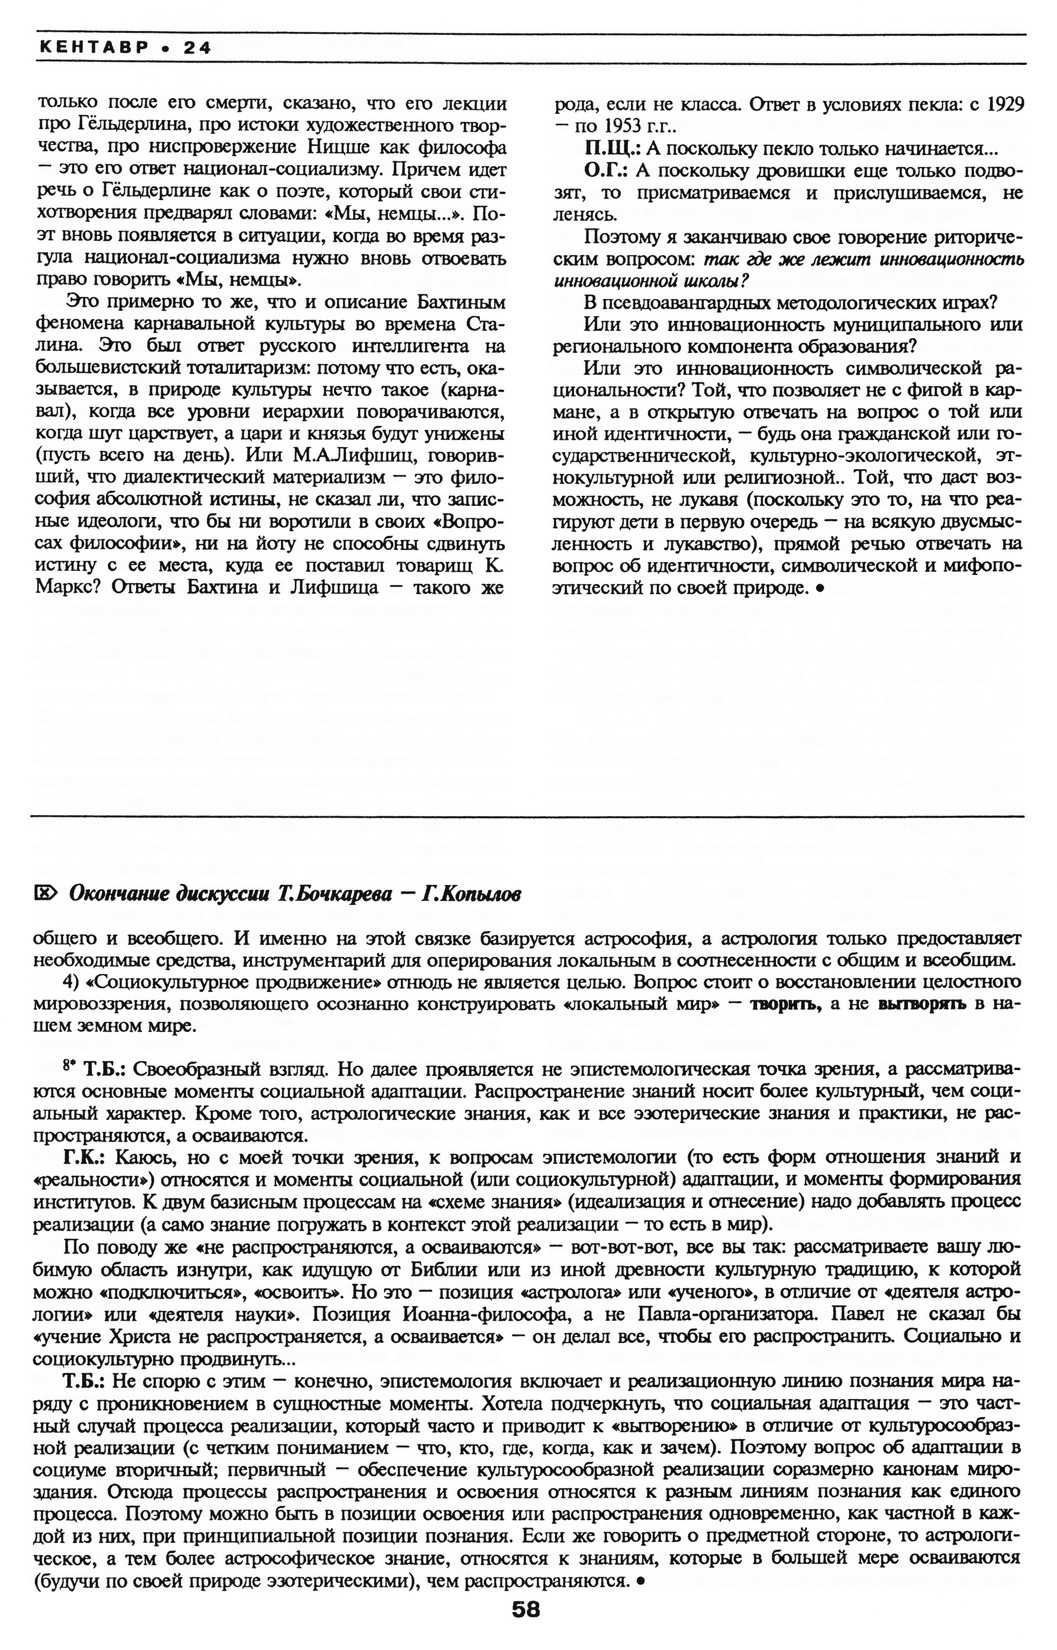 КЕНТАВР • 24
только после его смерти, сказано, что его лекции
про Гёльдерлина, про истоки художественного твор-
чества, про ниспровержение Ницше как философа
— это его ответ национал-социализму. Причем идет
речь о Гёльдерлине как о поэте, который свои сти-
хотворения предварял словами: «Мы, немцы...». По-
эт вновь появляется в ситуации, когда во время раз-
гула национал-социализма нужно вновь отвоевать
право говорить «Мы, немцы».
Это примерно то же, что и описание Бахтиным
феномена карнавальной культуры во времена Ста-
лина. Это был ответ русского интеллигента на
большевистский тоталитаризм: потому что есть, ока-
зывается, в природе культуры нечто такое (карна-
вал), когда все уровни иерархии поворачиваются,
когда шут царствует, а цари и князья будут унижены
(пусть всего на день). Или М.А.Лифшиц, говорив-
ший, что диалектический материализм — это фило-
софия абсолютной истины, не сказал ли, что запис-
ные идеологи, что бы ни воротили в своих «Вопро-
сах философии», ни на йоту не способны сдвинуть
истину с ее места, куда ее поставил товарищ К.
Маркс? Ответы Бахтина и Лифшица — такого же
рода, если не класса. Ответ в условиях пекла: с 1929
— по 1953 г.г..
П.Щ.: А поскольку пекло только начинается...
О.Г.: А поскольку дровишки еще только подво-
зят, то присматриваемся и прислушиваемся, не
ленясь.
Поэтому я заканчиваю свое говорение риториче-
ским вопросом: так где же лежит инновационность
инновационной школы?
В псевдоавангардных методологических играх?
Или это инновационность муниципального или
регионального компонента образования?
Или это инновационность символической ра-
циональности? Той, что позволяет не с фигой в кар-
мане, а в открытую отвечать на вопрос о той или
иной идентичности, — будь она гражданской или го-
сударственнической, культурно-экологической, эт-
нокультурной или религиозной.. Той, что даст воз-
можность, не лукавя (поскольку это то, на что реа-
гируют дети в первую очередь — на всякую двусмыс-
ленность и лукавство), прямой речью отвечать на
вопрос об идентичности, символической и мифопо-
этический по своей природе. •
Окончание дискуссии Т.Бочкарева — Г.Копылов
общего и всеобщего. И именно на этой связке базируется астрософия, а астрология только предоставляет
необходимые средства, инструментарий для оперирования локальным в соотнесенности с общим и всеобщим.
4) «Социокультурное продвижение» отнюдь не является целью. Вопрос стоит о восстановлении целостного
мировоззрения, позволяющего осознанно конструировать «локальный мир» — творить, а не вытворять в на-
шем земном мире.
8* Т.Б.: Своеобразный взгляд. Но далее проявляется не эпистемологическая точка зрения, а рассматрива-
ются основные моменты социальной адаптации. Распространение знаний носит более культурный, чем соци-
альный характер. Кроме того, астрологические знания, как и все эзотерические знания и практики, не рас-
пространяются, а осваиваются.
Г.К.: Каюсь, но с моей точки зрения, к вопросам эпистемологии (то есть форм отношения знаний и
«реальности») относятся и моменты социальной (или социокультурной) адаптации, и моменты формирования
институтов. К двум базисным процессам на «схеме знания» (идеализация и отнесение) надо добавлять процесс
реализации (а само знание погружать в контекст этой реализации — то есть в мир).
По поводу же «не распространяются, а осваиваются» — вот-вот-вот, все вы так: рассматриваете вашу лю-
бимую область изнутри, как идущую от Библии или из иной древности культурную традицию, к которой
можно «подключиться», «освоить». Но это — позиция «астролога» или «ученого», в отличие от «деятеля астро-
логии» или «деятеля науки». Позиция Иоанна-философа, а не Павла-организатора. Павел не сказал бы
«учение Христа не распространяется, а осваивается» — он делал все, чтобы его распространить. Социально и
социокультурно продвинуть...
Т.Б.: Не спорю с этим — конечно, эпистемология включает и реализационную линию познания мира на-
ряду с проникновением в сущностные моменты. Хотела подчеркнуть, что социальная адаптация — это част-
ный случай процесса реализации, который часто и приводит к «вытворению» в отличие от культуросообраз-
ной реализации (с четким пониманием — что, кто, где, когда, как и зачем). Поэтому вопрос об адаптации в
социуме вторичный; первичный — обеспечение культуросообразной реализации соразмерно канонам миро-
здания. Отсюда процессы распространения и освоения относятся к разным линиям познания как единого
процесса. Поэтому можно быть в позиции освоения или распространения одновременно, как частной в каж-
дой из них, при принципиальной позиции познания. Если же говорить о предметной стороне, то астрологи-
ческое, а тем более астрософическое знание, относятся к знаниям, которые в большей мере осваиваются
(будучи по своей природе эзотерическими), чем распространяются. •
58